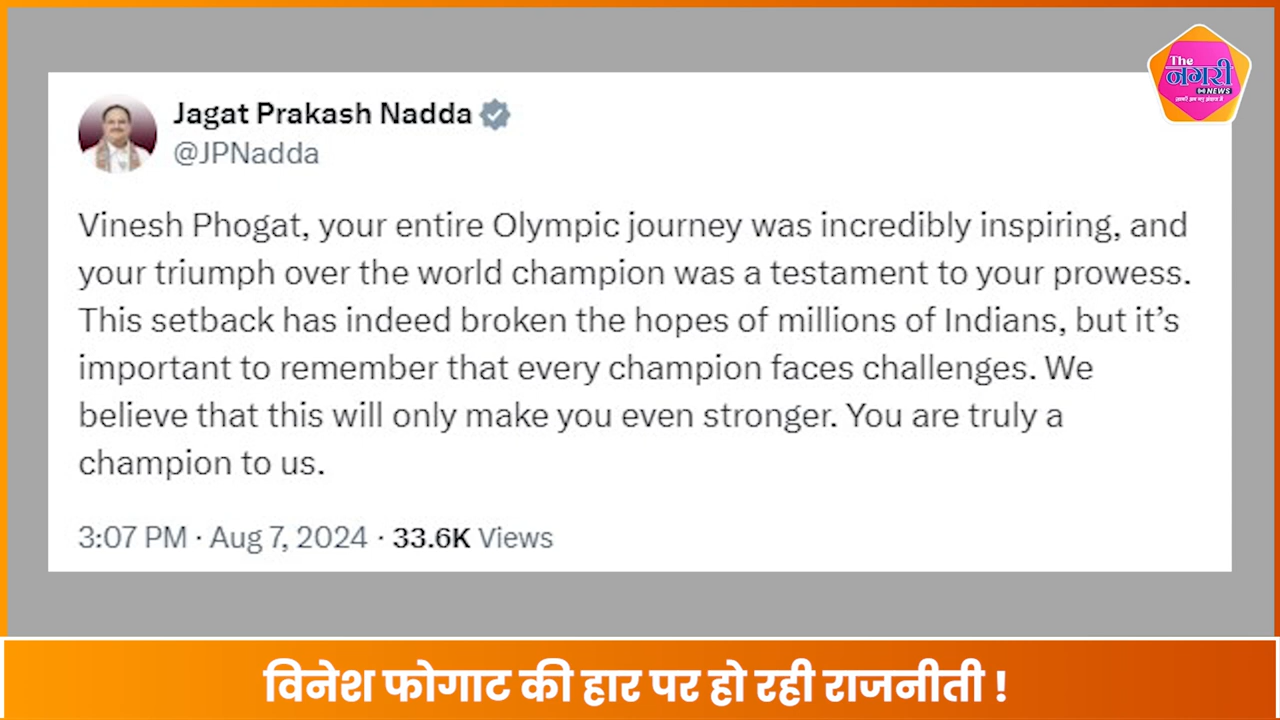 The
नगरी
NEWS
Jagat Prakash Nadda
@JPNadda
Vinesh Phogat, your entire Olympic journey was incredibly inspiring, and
your triumph over the world champion was a testament to your prowess.
This setback has indeed broken the hopes of millions of Indians, but it’s
important to remember that every champion faces challenges. We
believe that this will only make you even stronger. You are truly a
champion to us.
3:07 PM · Aug 7, 2024 · 33.6K Views
विनेश फोगाट की हार पर हो रही राजनीती !